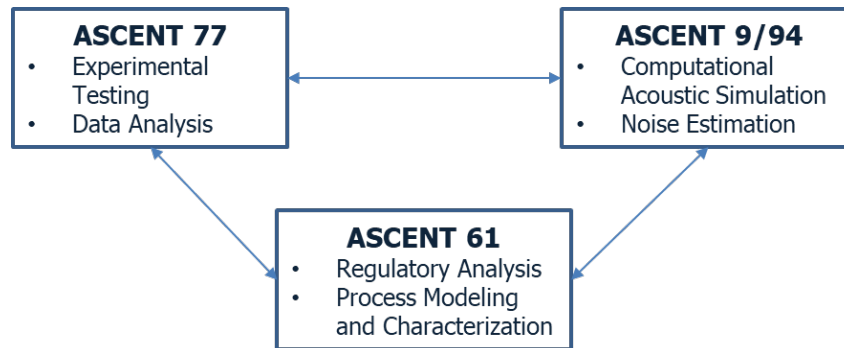 ASCENT 77
• Experimental
Testing
• Data Analysis
ASCENT 9/94
• Computational
Acoustic Simulation
• Noise Estimation
ASCENT 61
• Regulatory Analysis
• Process Modeling
and Characterization